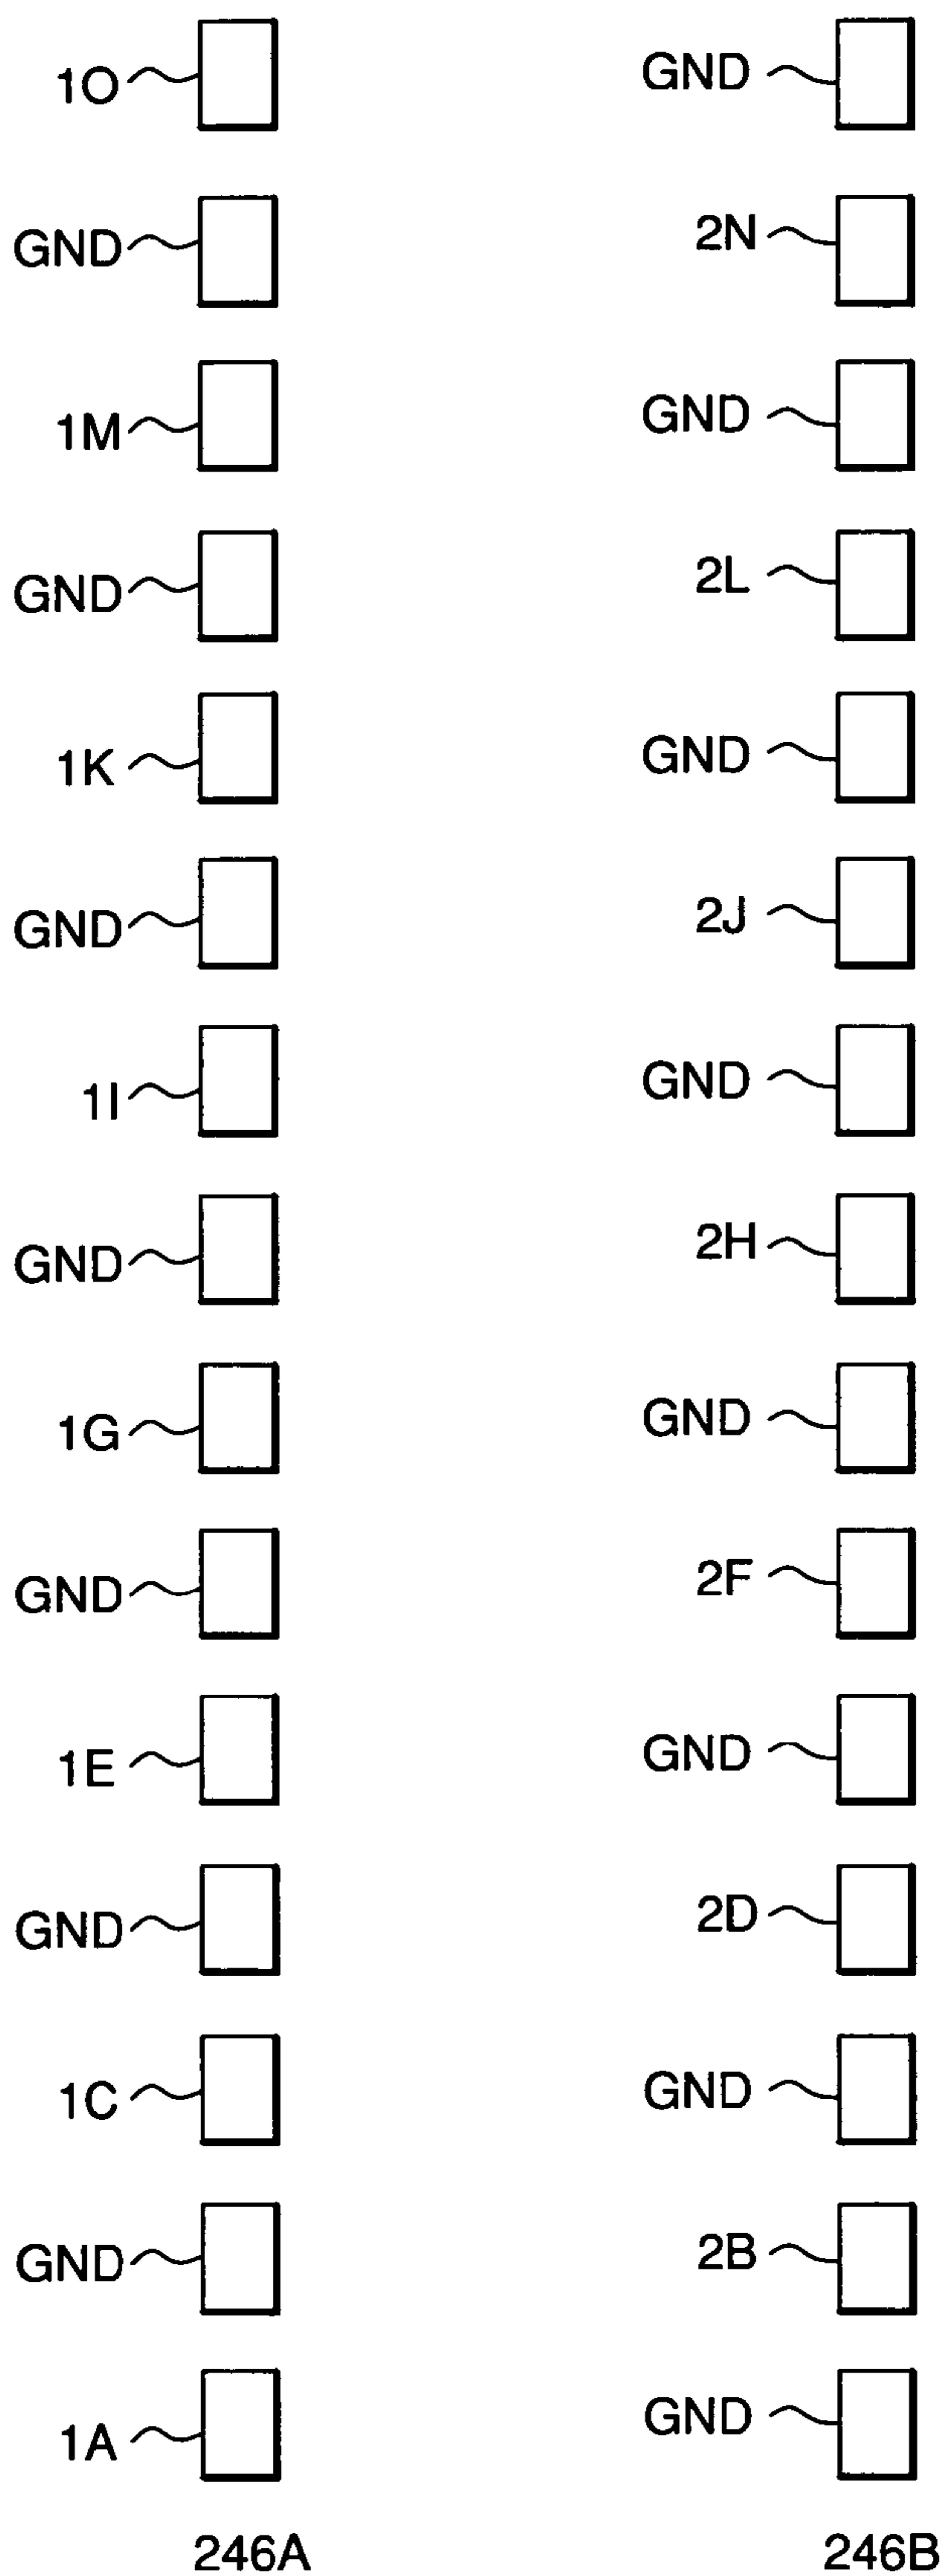 1O GND
GND 2N
1M GND
GND 2L
1K GND
GND 2J
1I GND
GND 2H
1G GND
GND 2F
1E GND
GND 2D
1C GND
GND 2B
1A GND
246A 246B